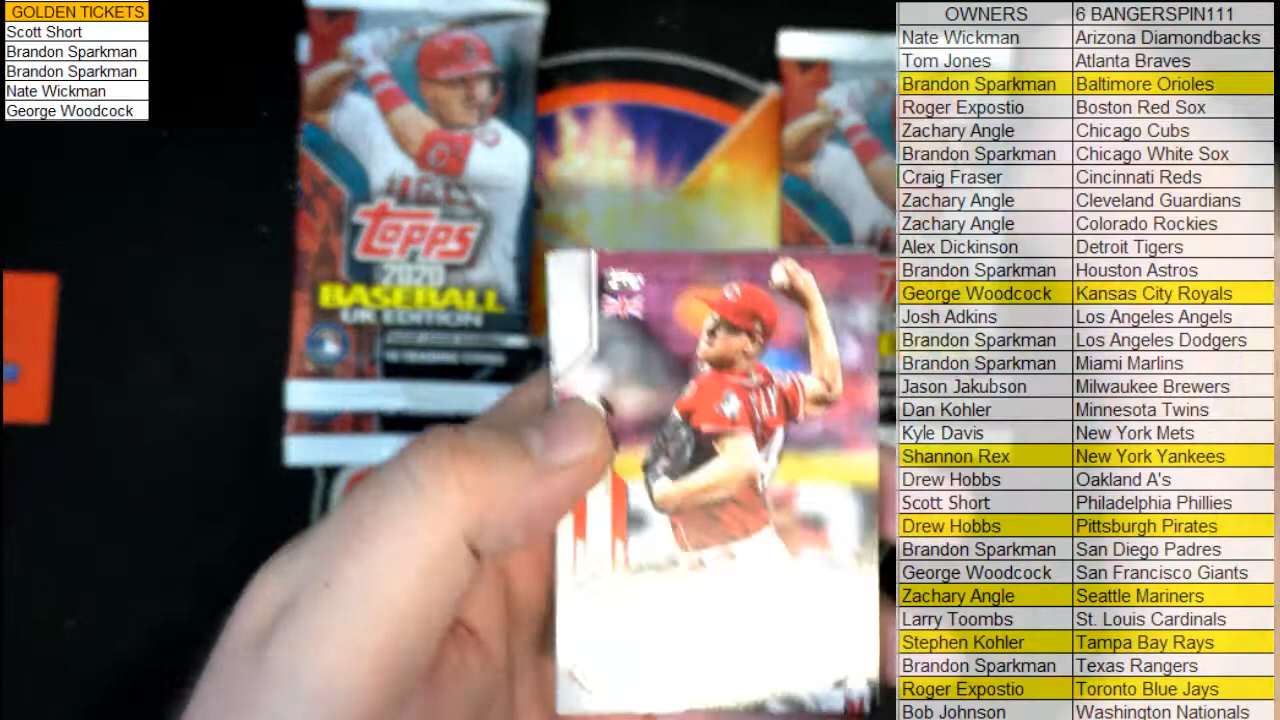 GOLDEN TICKETS
Scott Short
Brandon Sparkman
Brandon Sparkman
Nate Wickman
George Woodcock
TOPPS
2020
BASEBALL
UK EDITION
OWNERS 6 BANGERSPIN111
Nate Wickman Arizona Diamondbacks
Tom Jones Atlanta Braves
Brandon Sparkman Baltimore Orioles
Roger Expostio Boston Red Sox
Zachary Angle Chicago Cubs
Brandon Sparkman Chicago White Sox
Craig Fraser Cincinnati Reds
Zachary Angle Cleveland Guardians
Zachary Angle Colorado Rockies
Alex Dickinson Detroit Tigers
Brandon Sparkman Houston Astros
George Woodcock Kansas City Royals
Josh Adkins Los Angeles Angels
Brandon Sparkman Los Angeles Dodgers
Brandon Sparkman Miami Marlins
Jason Jakubson Milwaukee Brewers
Dan Kohler Minnesota Twins
Kyle Davis New York Mets
Shannon Rex New York Yankees
Drew Hobbs Oakland A's
Scott Short Philadelphia Phillies
Drew Hobbs Pittsburgh Pirates
Brandon Sparkman San Diego Padres
George Woodcock San Francisco Giants
Zachary Angle Seattle Mariners
Larry Toombs St. Louis Cardinals
Stephen Kohler Tampa Bay Rays
Brandon Sparkman Texas Rangers
Roger Expostio Toronto Blue Jays
Bob Johnson Washington Nationals